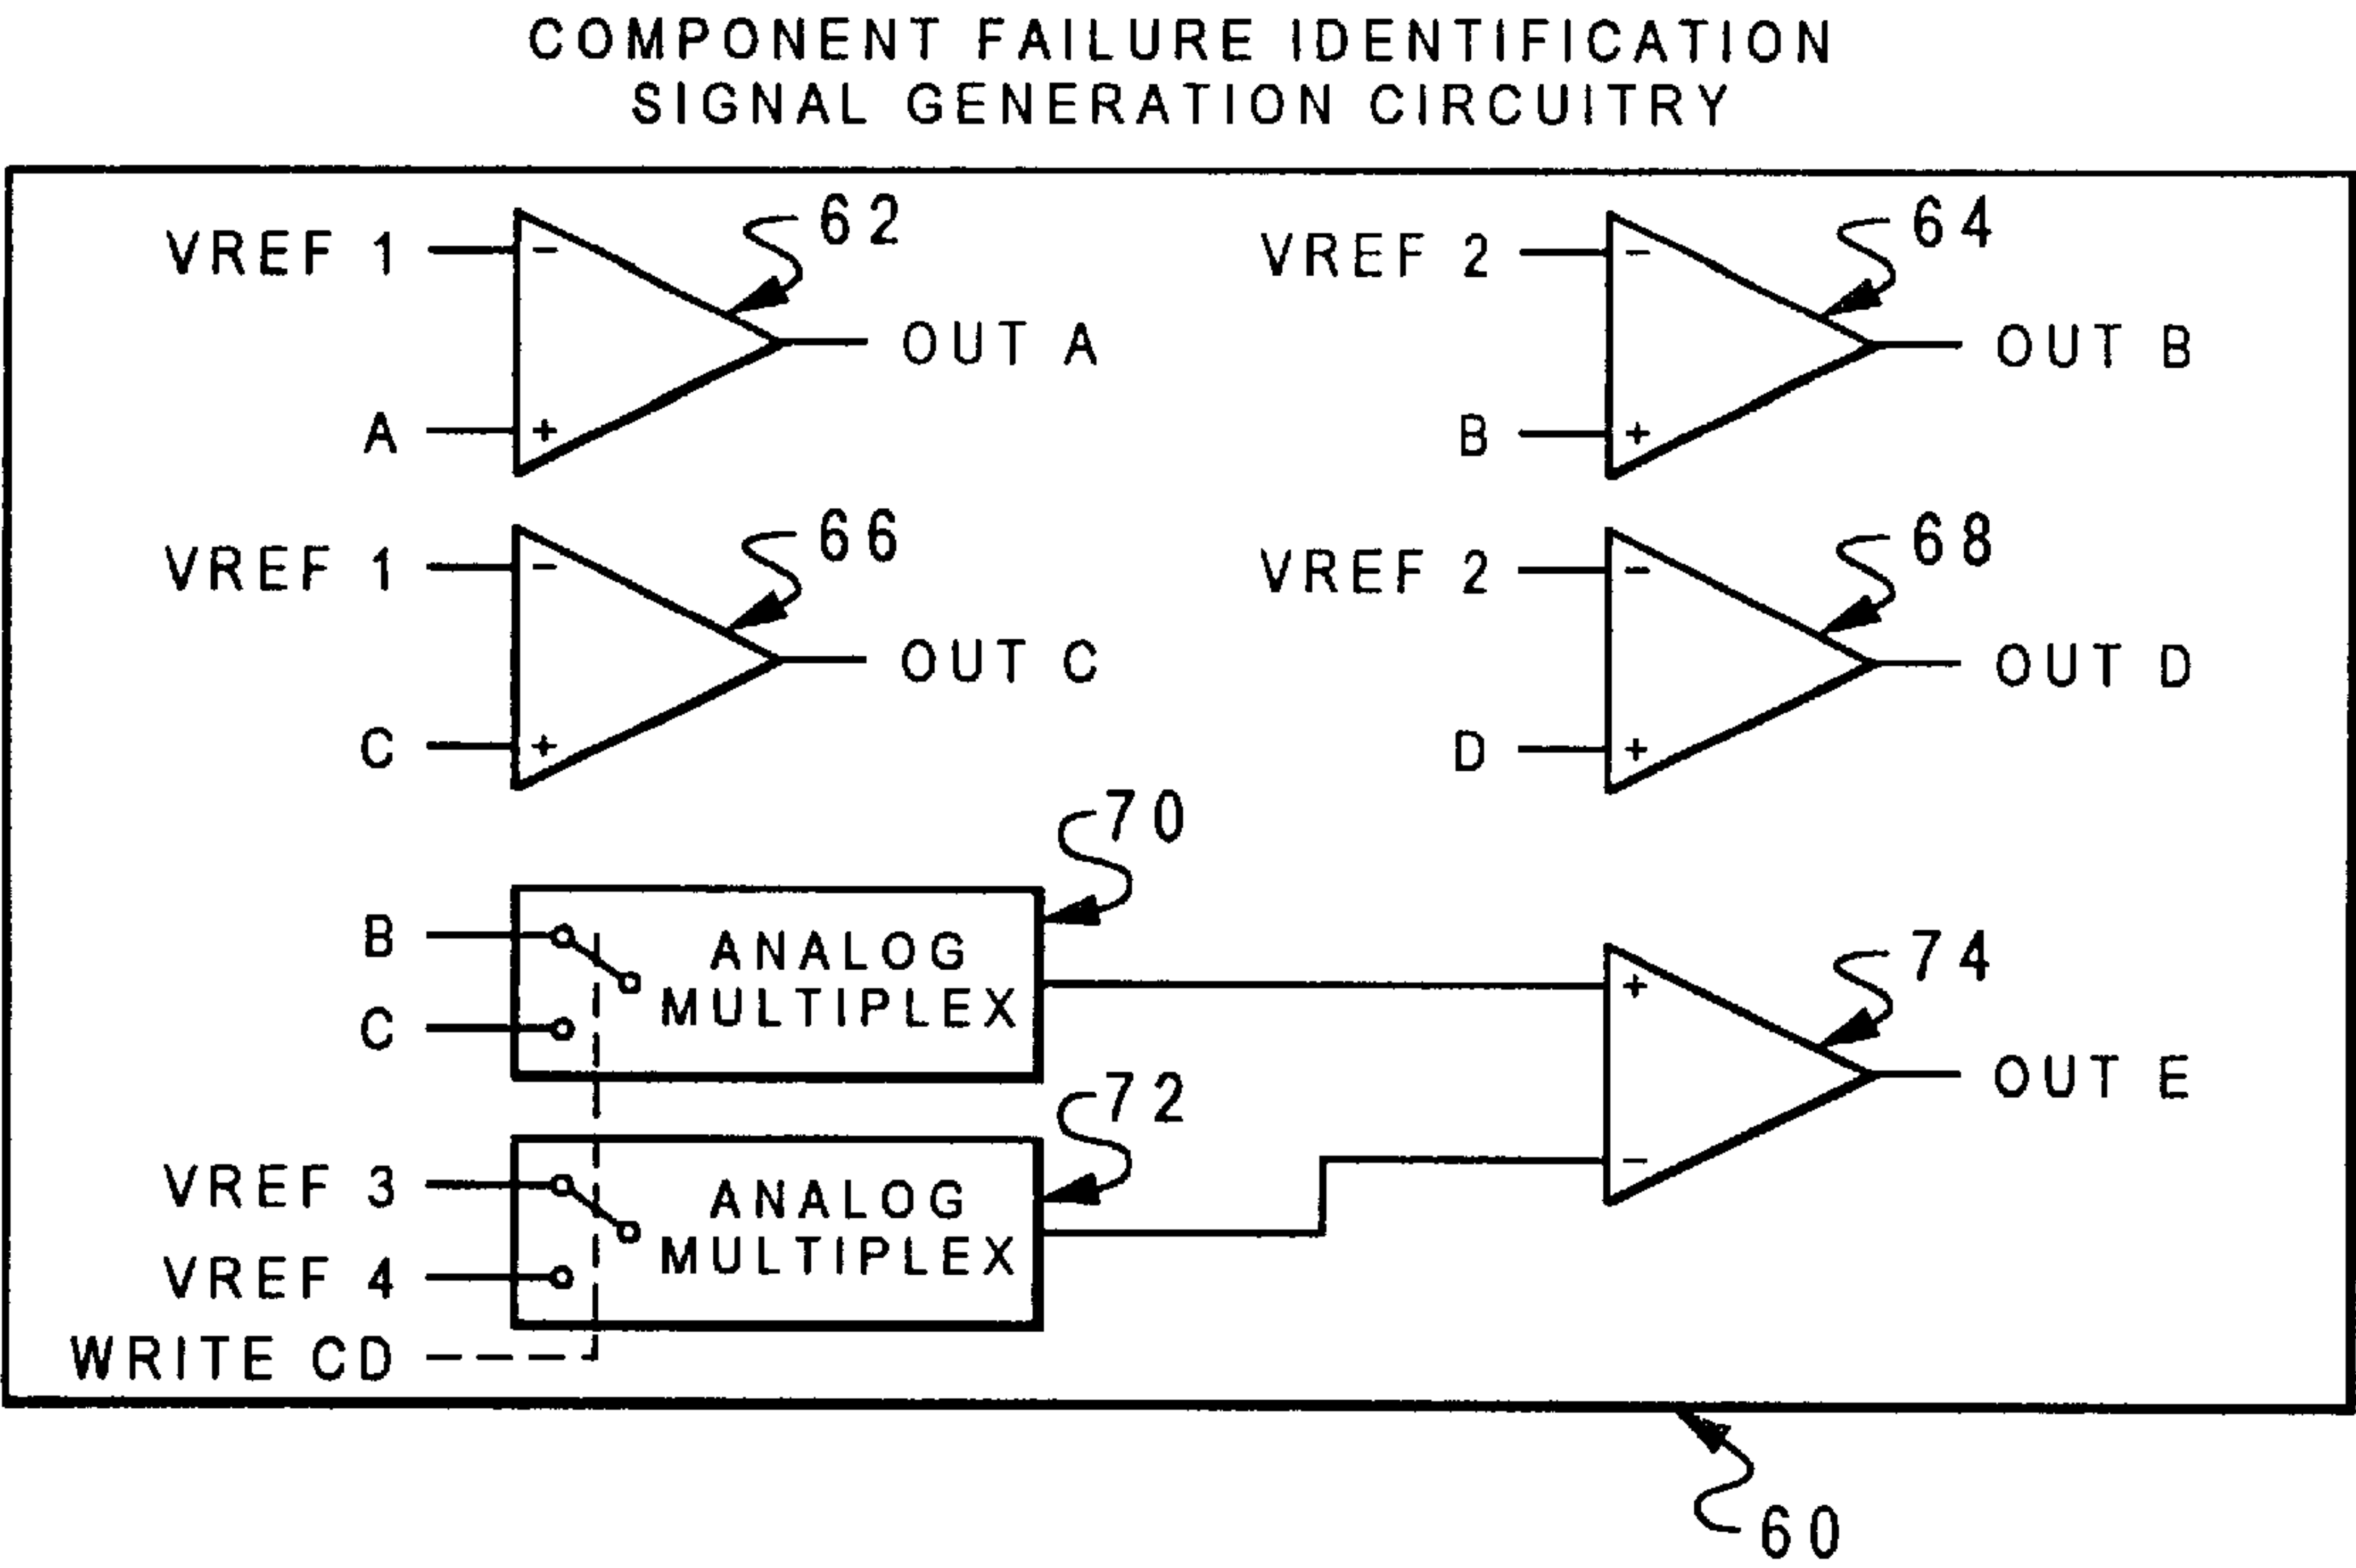 COMPONENT FAILURE IDENTIFICATION
SIGNAL GENERATION CIRCUITRY
VREF 1
−
62
OUT A
A
+
VREF 2
−
64
OUT B
B
+
VREF 1
−
66
OUT C
C
+
VREF 2
−
68
OUT D
D
+
70
B
C
ANALOG
MULTIPLEX
72
VREF 3
VREF 4
ANALOG
MULTIPLEX
WRITE CD
+
74
−
OUT E
60